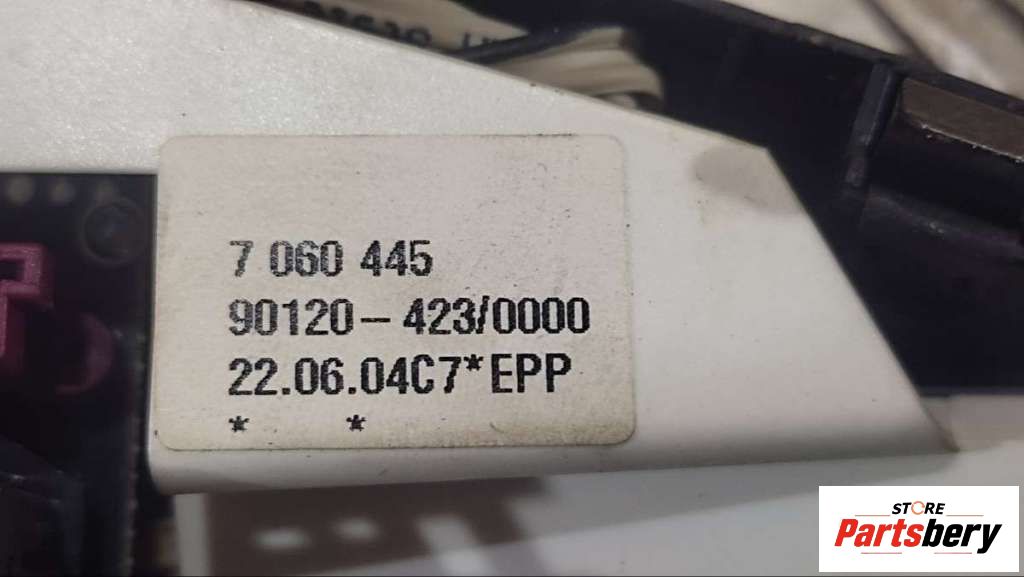 7 060 445
90120-423/0000
22.06.04C7*EPP
* *
STORE
Partsbery